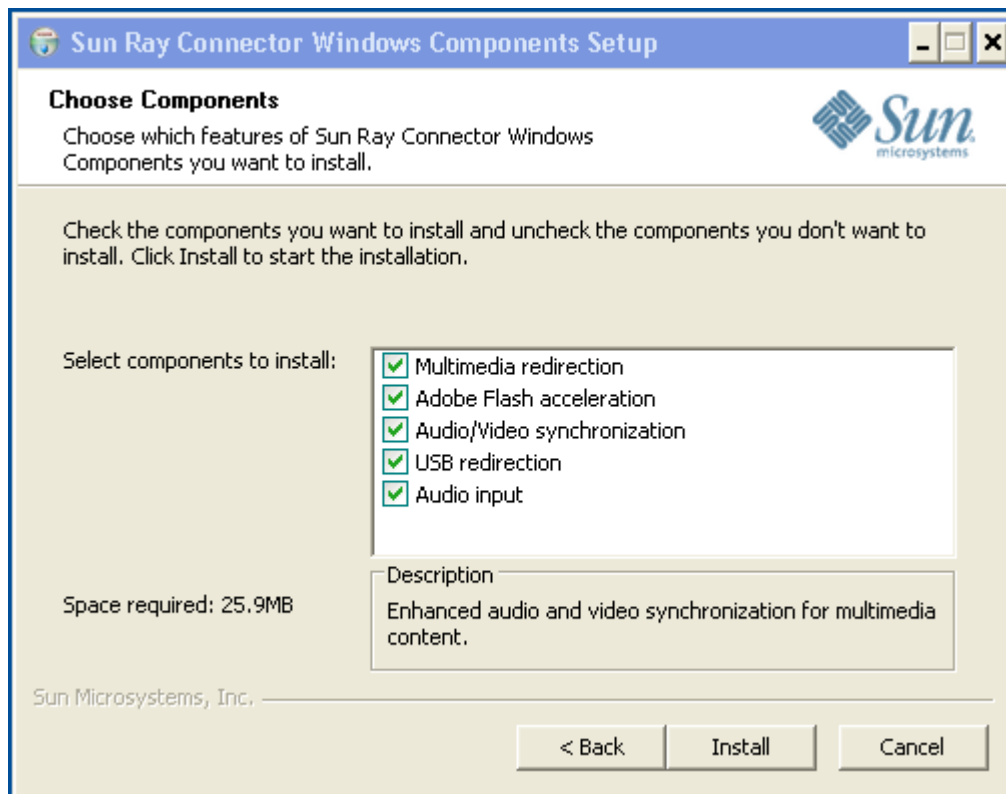 Sun Ray Connector Windows Components Setup
Choose Components
Choose which features of Sun Ray Connector Windows
Components you want to install.
Sun
microsystems
Check the components you want to install and uncheck the components you don't want to
install. Click Install to start the installation.
Select components to install:
Multimedia redirection
Adobe Flash acceleration
Audio/Video synchronization
USB redirection
Audio input
Space required: 25.9MB
Description
Enhanced audio and video synchronization for multimedia
content.
Sun Microsystems, Inc.
< Back
Install
Cancel